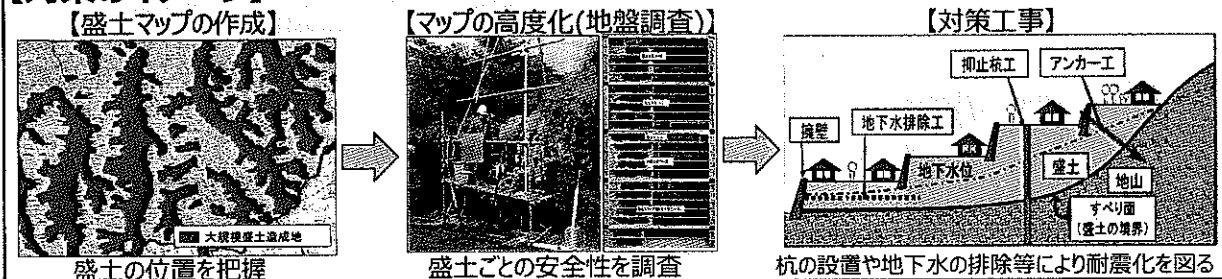 【盛土マップの作成】
大規模盛土造成地
盛土の位置を把握
【マップの高度化(地盤調査)】
盛土ごとの安全性を調査
【対策工事】
抑止杭工
アンカー工
擁壁
地下水排除工
地下水位
盛土
地山
すべり面
(盛土の境界)
杭の設置や地下水の排除等により耐震化を図る